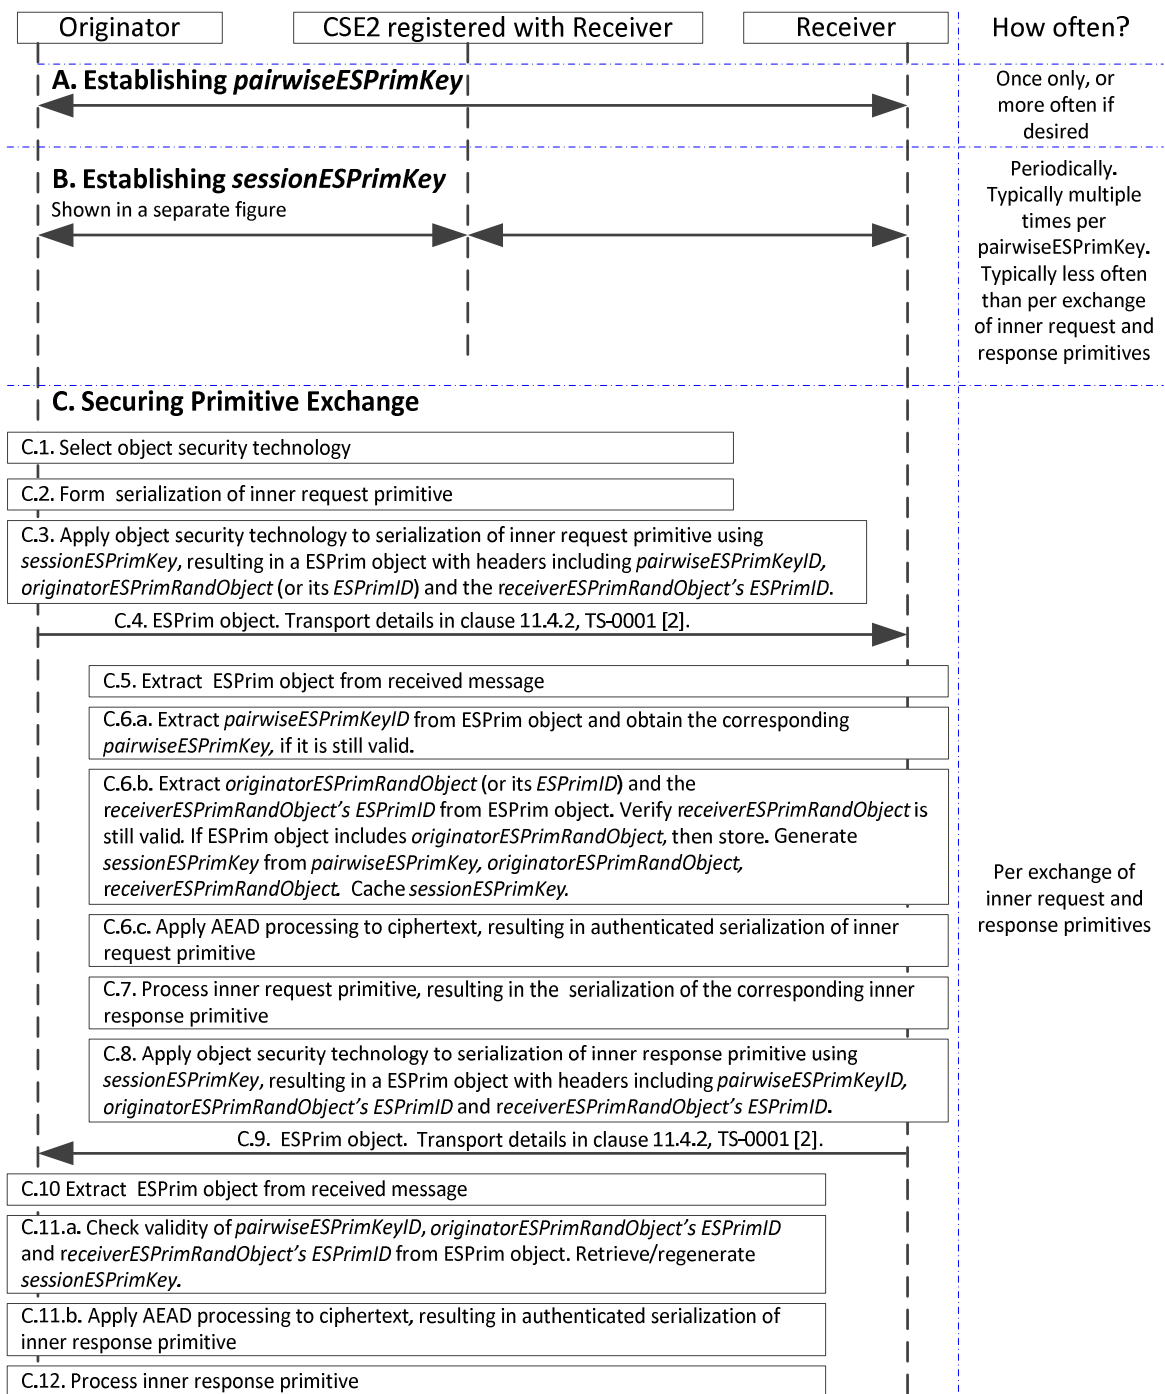 Originator
CSE2 registered with Receiver
Receiver
How often?
A. Establishing pairwiseESPrimKey
Once only, or
more often if
desired
B. Establishing sessionESPrimKey
Shown in a separate figure
Periodically.
Typically multiple
times per
pairwiseESPrimKey.
Typically less often
than per exchange
of inner request and
response primitives
C. Securing Primitive Exchange
C.1. Select object security technology
C.2. Form serialization of inner request primitive
C.3. Apply object security technology to serialization of inner request primitive using
sessionESPrimKey, resulting in a ESPrim object with headers including pairwiseESPrimKeyID,
originatorESPrimRandObject (or its ESPrimID) and the receiverESPrimRandObject’s ESPrimID.
C.4. ESPrim object. Transport details in clause 11.4.2, TS-0001 [2].
C.5. Extract ESPrim object from received message
C.6.a. Extract pairwiseESPrimKeyID from ESPrim object and obtain the corresponding
pairwiseESPrimKey, if it is still valid.
C.6.b. Extract originatorESPrimRandObject (or its ESPrimID) and the
receiverESPrimRandObject’s ESPrimID from ESPrim object. Verify receiverESPrimRandObject is
still valid. If ESPrim object includes originatorESPrimRandObject, then store. Generate
sessionESPrimKey from pairwiseESPrimKey, originatorESPrimRandObject,
receiverESPrimRandObject. Cache sessionESPrimKey.
Per exchange of
inner request and
response primitives
C.6.c. Apply AEAD processing to ciphertext, resulting in authenticated serialization of inner
request primitive
C.7. Process inner request primitive, resulting in the serialization of the corresponding inner
response primitive
C.8. Apply object security technology to serialization of inner response primitive using
sessionESPrimKey, resulting in a ESPrim object with headers including pairwiseESPrimKeyID,
originatorESPrimRandObject’s ESPrimID and receiverESPrimRandObject’s ESPrimID.
C.9. ESPrim object. Transport details in clause 11.4.2, TS-0001 [2].
C.10 Extract ESPrim object from received message
C.11.a. Check validity of pairwiseESPrimKeyID, originatorESPrimRandObject’s ESPrimID
and receiverESPrimRandObject’s ESPrimID from ESPrim object. Retrieve/regenerate
sessionESPrimKey.
C.11.b. Apply AEAD processing to ciphertext, resulting in authenticated serialization of
inner response primitive
C.12. Process inner response primitive